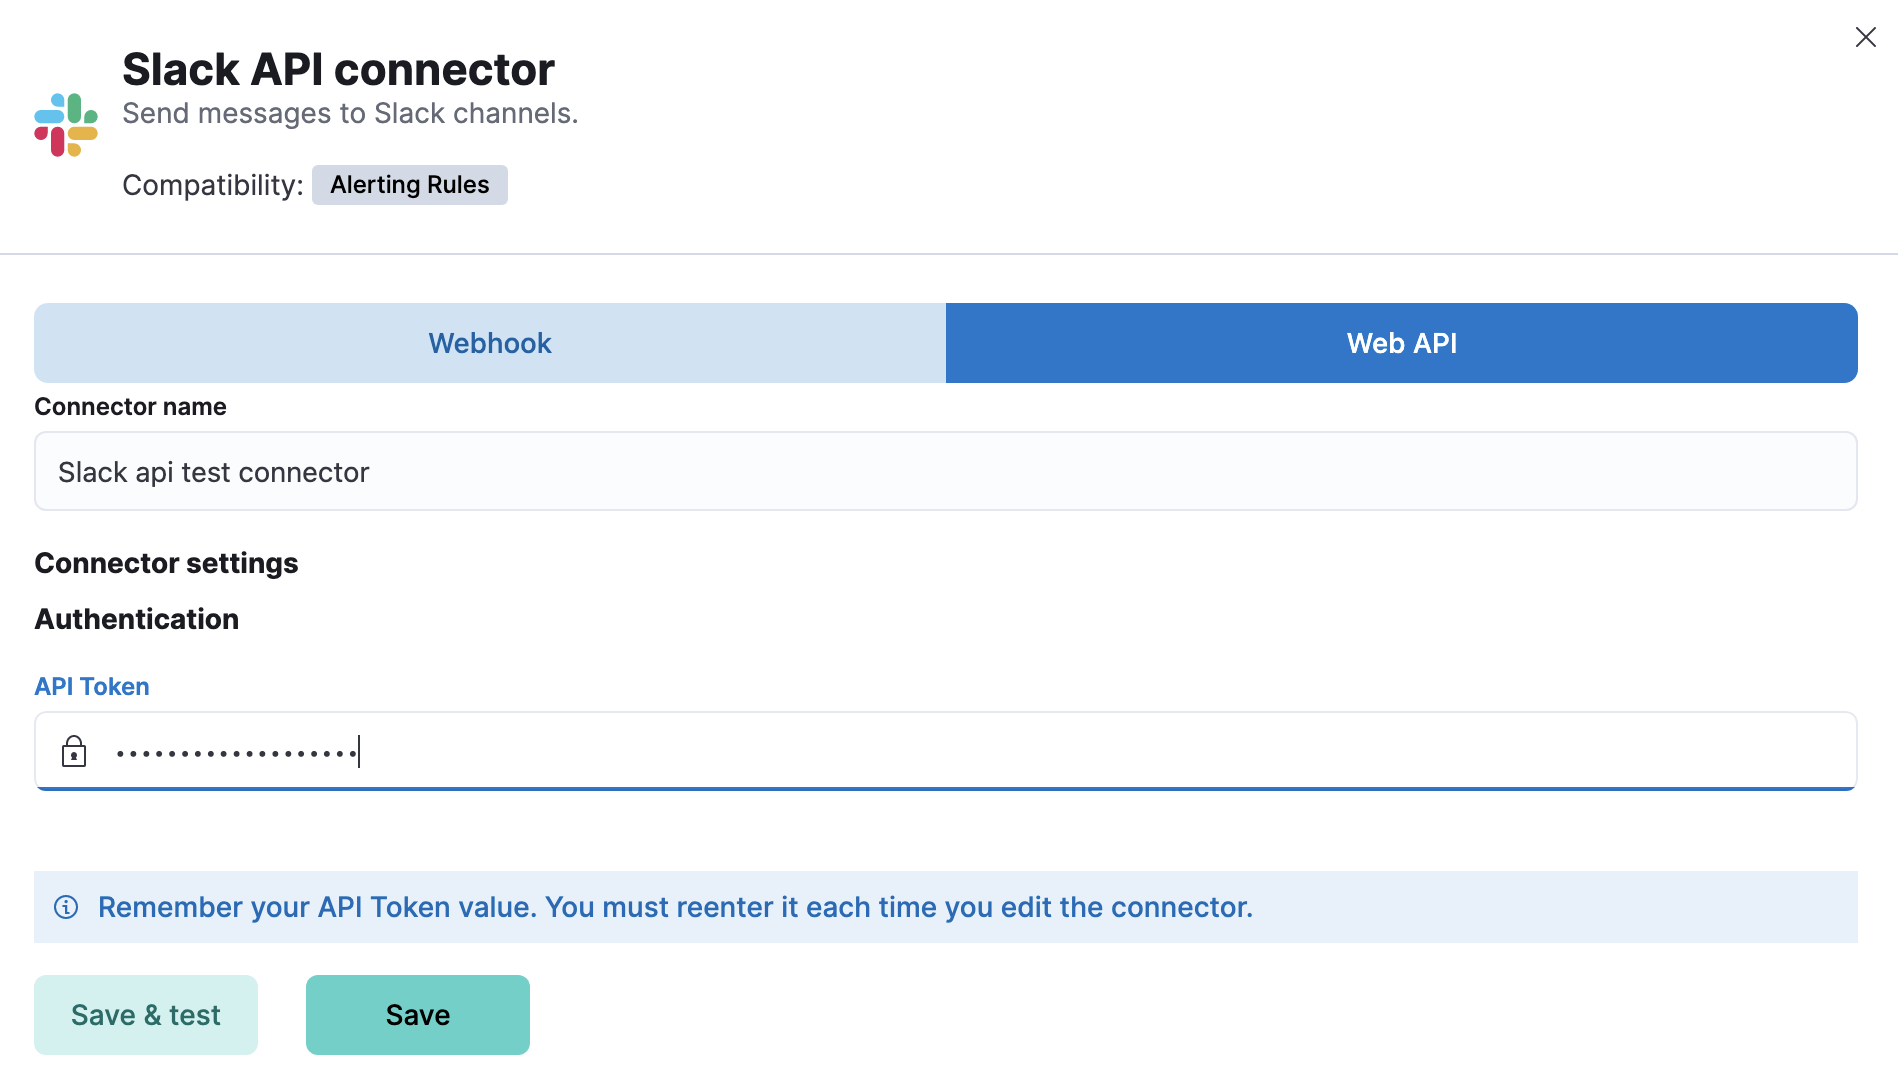 Slack API connector
Send messages to Slack channels.
Compatibility: Alerting Rules
Webhook
Web API
Connector name
Slack api test connector
Connector settings
Authentication
API Token
•••••••••••••••••••
Remember your API Token value. You must reenter it each time you edit the connector.
Save & test
Save